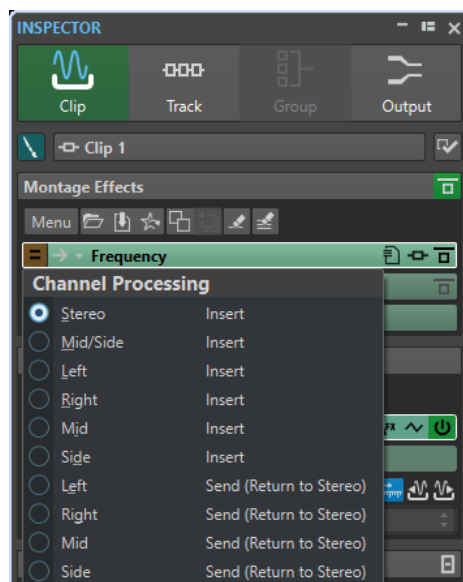 INSPECTOR
Clip Track Group Output
Clip 1
Montage Effects
Menu
Frequency
Channel Processing
Stereo Insert
Mid/Side Insert
Left Insert
Right Insert
Mid Insert
Side Insert
Left Send (Return to Stereo)
Right Send (Return to Stereo)
Mid Send (Return to Stereo)
Side Send (Return to Stereo)